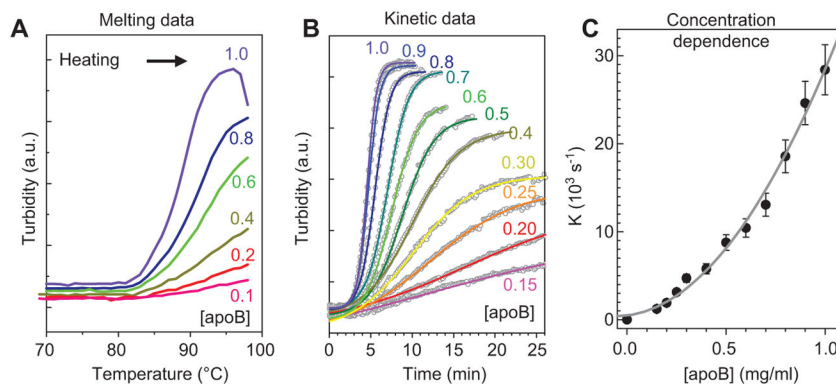 A
Melting data
Heating
1.0
0.8
0.6
0.4
0.2
0.1
[apoB]
Turbidity (a.u.)
70
80
90
100
Temperature (°C)
B
Kinetic data
1.0
0.9
0.8
0.7
0.6
0.5
0.4
0.30
0.25
0.20
0.15
[apoB]
Turbidity (a.u.)
0
5
10
15
20
25
Time (min)
C
Concentration
dependence
K (10³ s⁻¹)
30
20
10
0
0.0
0.5
1.0
[apoB] (mg/ml)